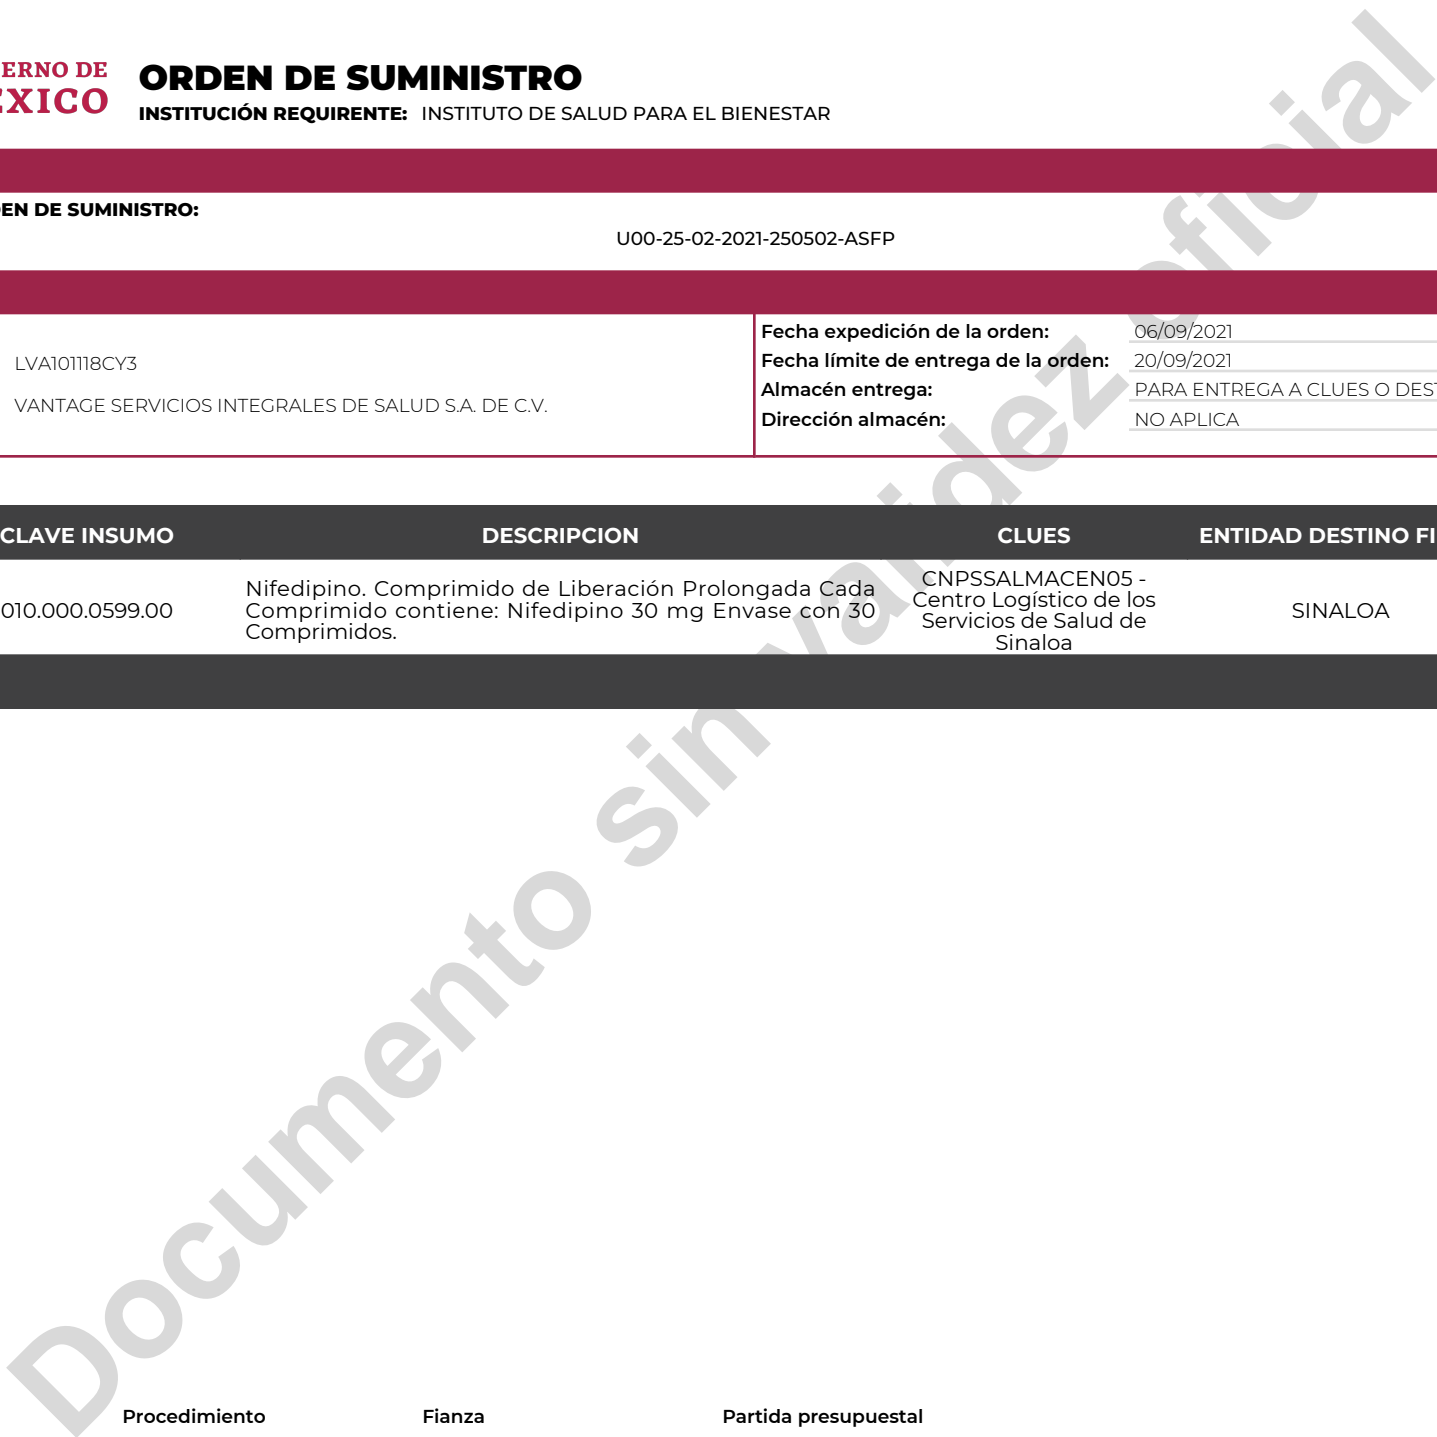 ERNO DE
ÉXICO
ORDEN DE SUMINISTRO
INSTITUCIÓN REQUIRENTE: INSTITUTO DE SALUD PARA EL BIENESTAR
EN DE SUMINISTRO:
U00-25-02-2021-250502-ASFP
LVA101118CY3
VANTAGE SERVICIOS INTEGRALES DE SALUD S.A. DE C.V.
Fecha expedición de la orden: 06/09/2021
Fecha límite de entrega de la orden: 20/09/2021
Almacén entrega: PARA ENTREGA A CLUES O DEST
Dirección almacén: NO APLICA
CLAVE INSUMO DESCRIPCION CLUES ENTIDAD DESTINO FI
010.000.0599.00
Nifedipino. Comprimido de Liberación Prolongada Cada
Comprimido contiene: Nifedipino 30 mg Envase con 30
Comprimidos.
CNPSSALMACEN05 -
Centro Logístico de los
Servicios de Salud de
Sinaloa
SINALOA
Documento sin validez oficial
Procedimiento Fianza Partida presupuestal